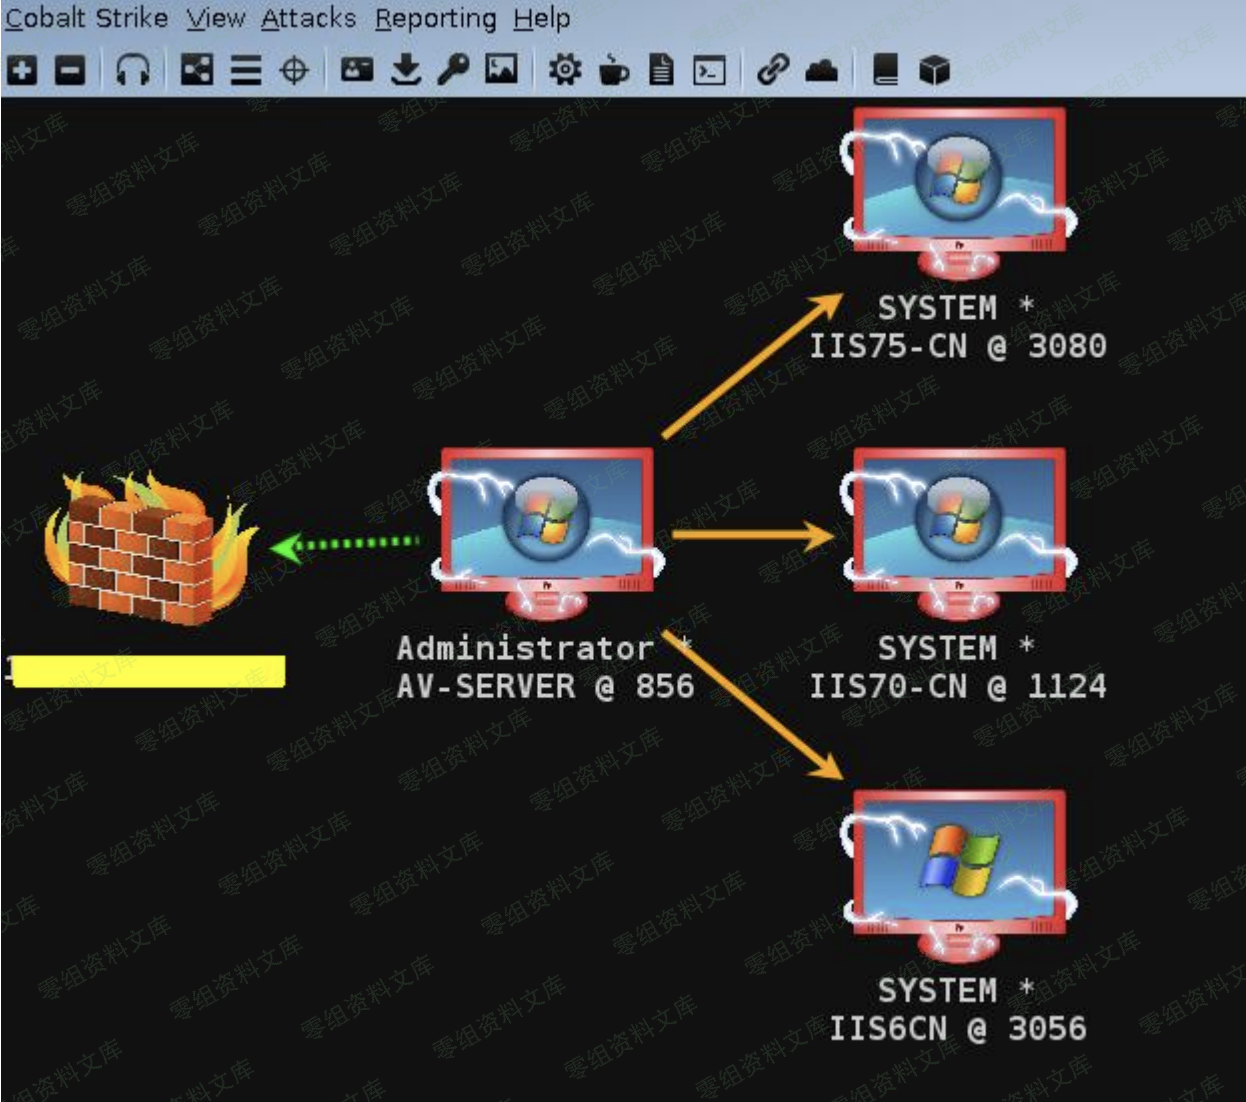 Cobalt Strike View Attacks Reporting Help
SYSTEM *
IIS75-CN @ 3080
Administrator *
AV-SERVER @ 856
SYSTEM *
IIS70-CN @ 1124
SYSTEM *
IIS6CN @ 3056
零组资料文库